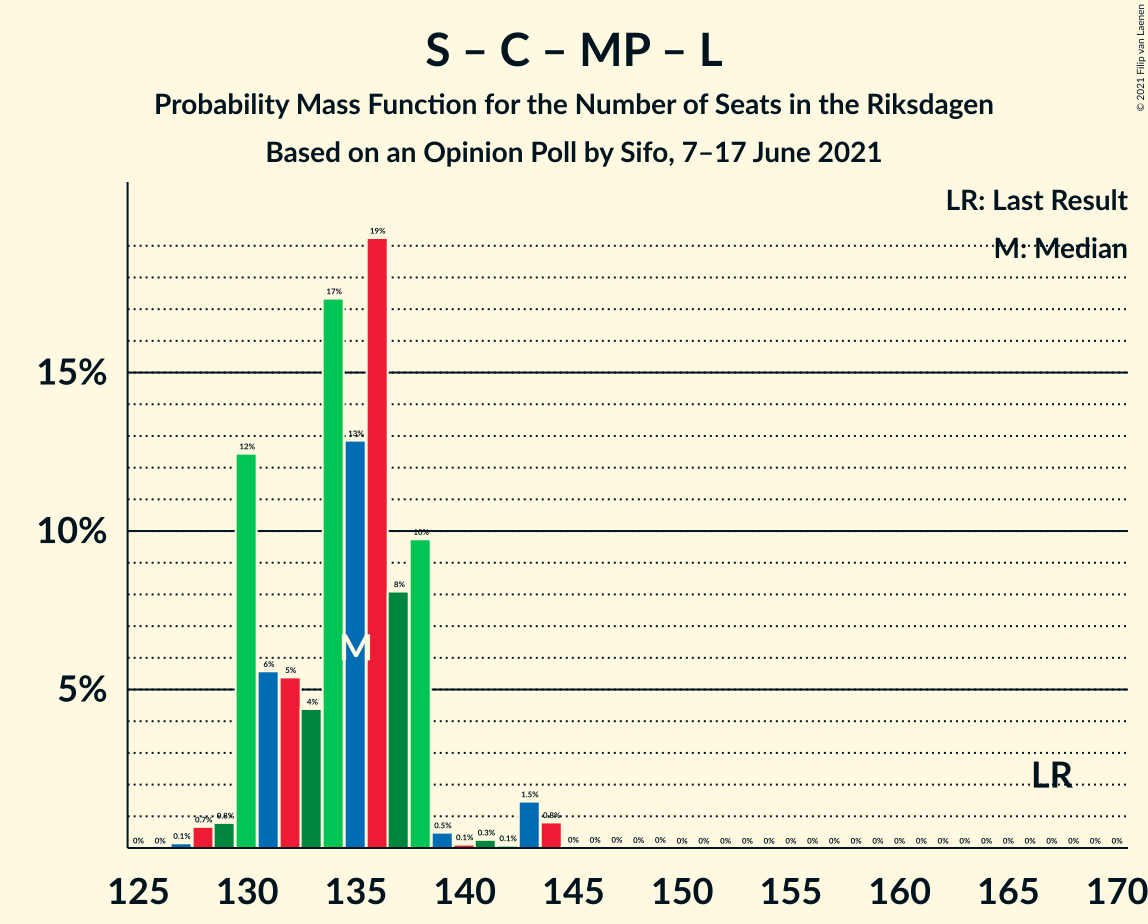 © 2021 Filip van Laenen
S – C – MP – L
Probability Mass Function for the Number of Seats in the Riksdagen
Based on an Opinion Poll by Sifo, 7–17 June 2021
LR: Last Result
M: Median
15%
10%
5%
0% 0% 0.1% 0.7% 0.8% 12% 6% 5% 4% 17% 13% 19% 8% 10% 0.5% 0.1% 0.3% 0.1% 1.5% 0.8% 0% 0% 0% 0% 0% 0% 0% 0% 0% 0% 0% 0% 0% 0% 0% 0% 0% 0% 0% 0% 0% 0% 0% 0% 0% 0%
M
LR
125 130 135 140 145 150 155 160 165 170